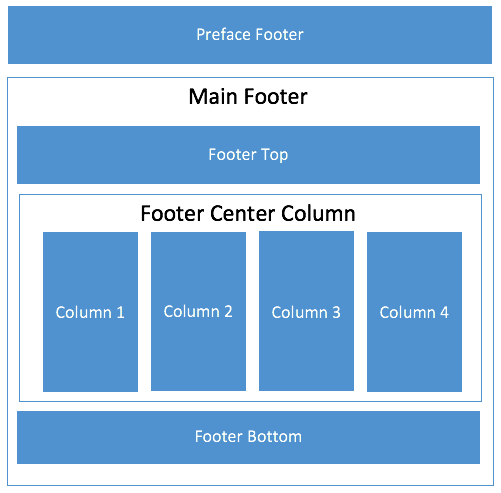 Preface Footer
Main Footer
Footer Top
Footer Center Column
Column 1
Column 2
Column 3
Column 4
Footer Bottom